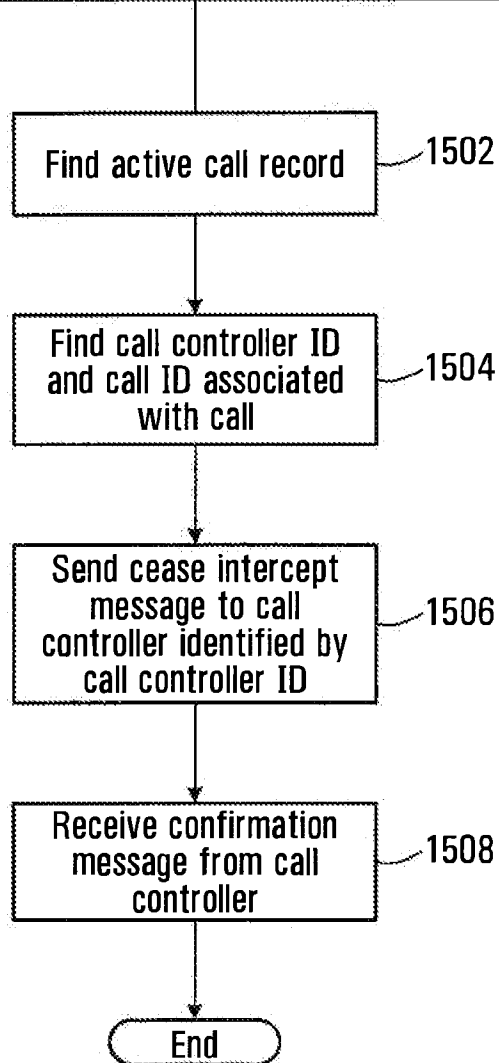 Find active call record
1502
Find call controller ID
and call ID associated
with call
1504
Send cease intercept
message to call
controller identified by
call controller ID
1506
Receive confirmation
message from call
controller
1508
End